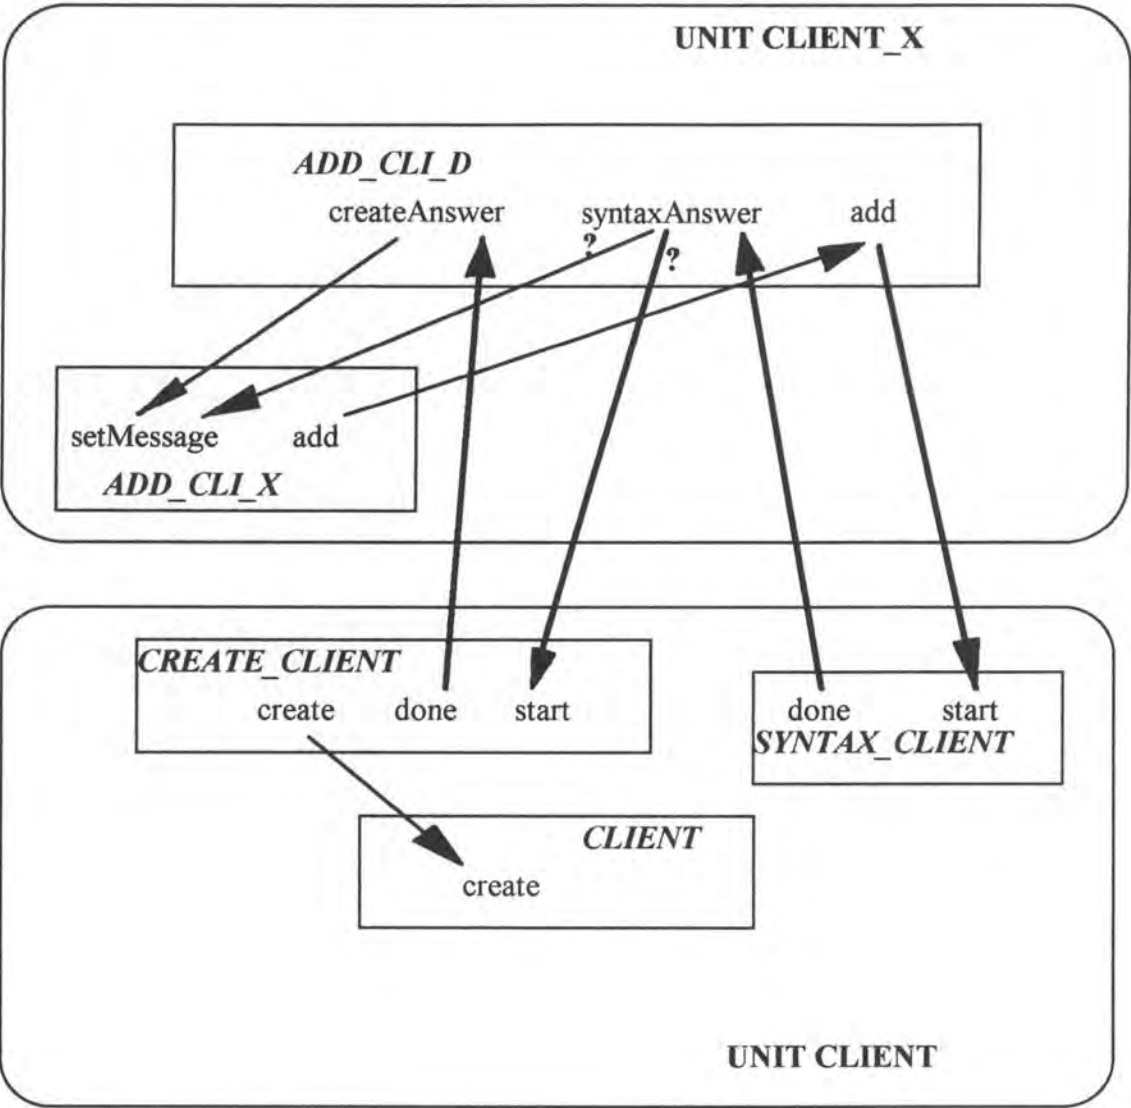 UNIT CLIENT_X
ADD_CLI_D
createAnswer syntaxAnswer add
? ?
setMessage add
ADD_CLI_X
CREATE_CLIENT
create done start
done start
SYNTAX_CLIENT
CLIENT
create
UNIT CLIENT